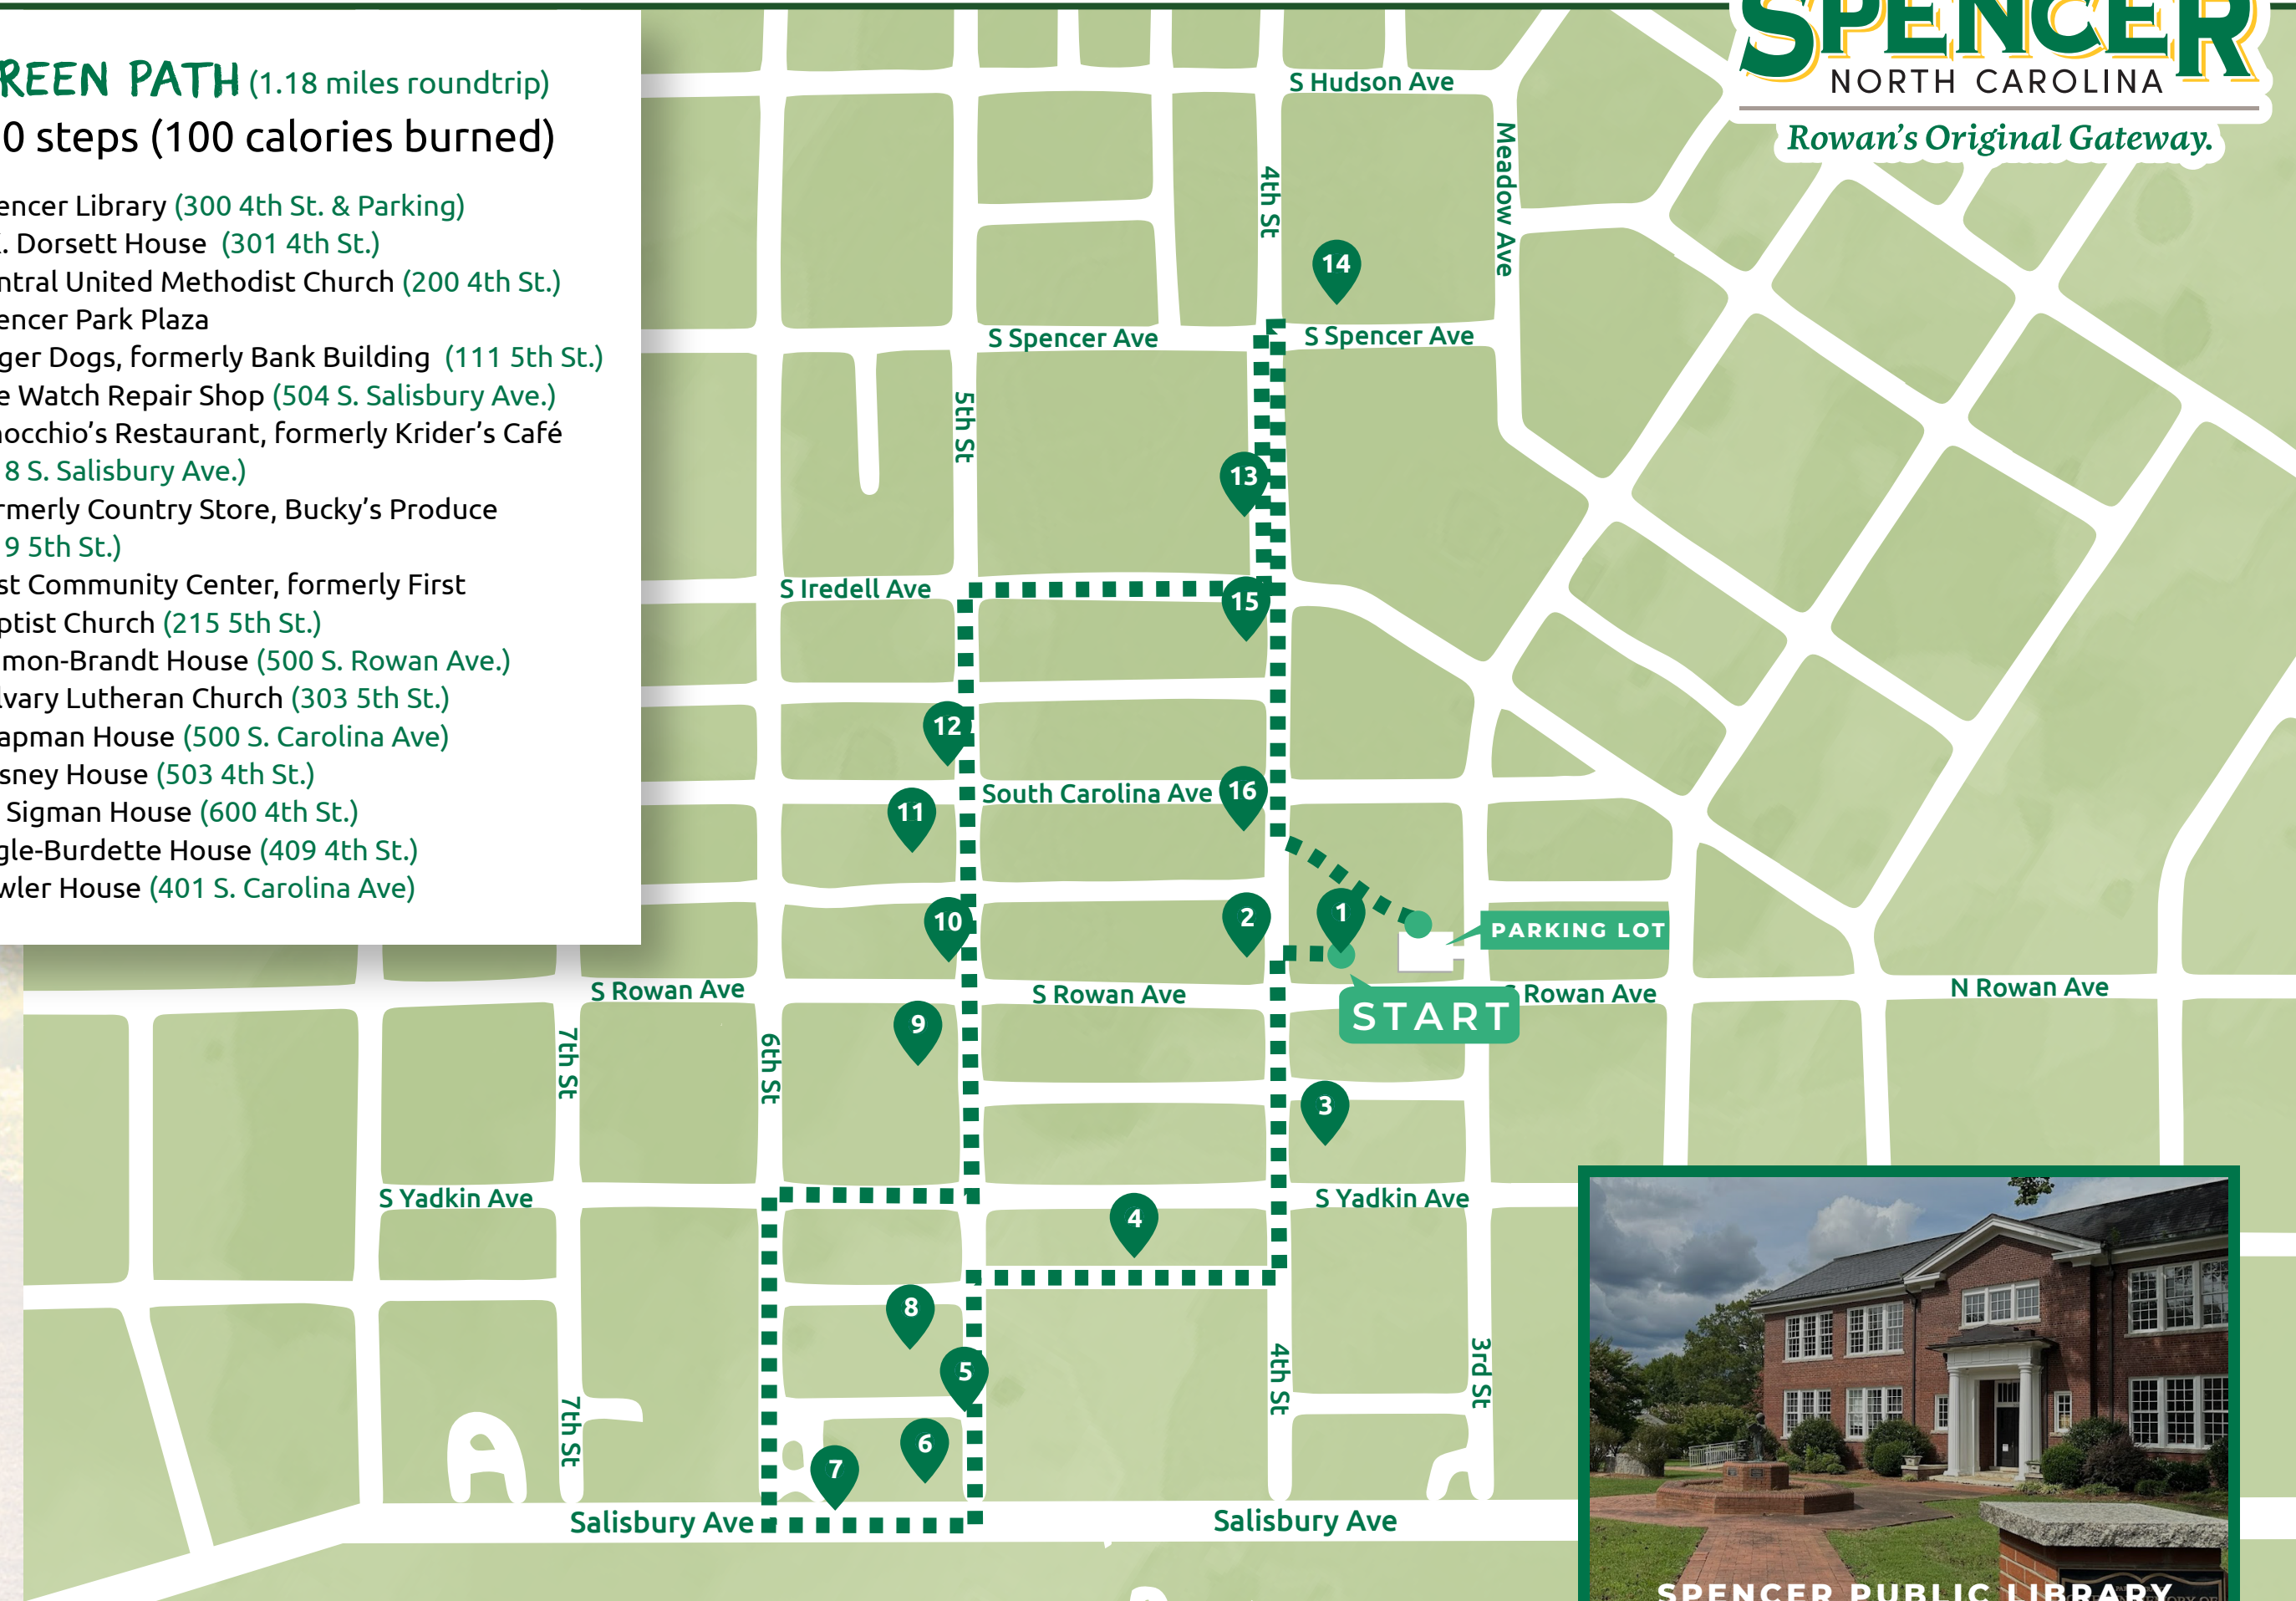 REEN PATH (1.18 miles roundtrip)
0 steps (100 calories burned)
encer Library (300 4th St. & Parking)
. Dorsett House (301 4th St.)
ntral United Methodist Church (200 4th St.)
encer Park Plaza
ger Dogs, formerly Bank Building (111 5th St.)
e Watch Repair Shop (504 S. Salisbury Ave.)
nocchio's Restaurant, formerly Krider's Café
8 S. Salisbury Ave.)
rmerly Country Store, Bucky's Produce
9 5th St.)
st Community Center, formerly First
ptist Church (215 5th St.)
mon-Brandt House (500 S. Rowan Ave.)
lvary Lutheran Church (303 5th St.)
apman House (500 S. Carolina Ave)
sney House (503 4th St.)
Sigman House (600 4th St.)
gle-Burdette House (409 4th St.)
wler House (401 S. Carolina Ave)
SPENCER
NORTH CAROLINA
Rowan's Original Gateway.
S Hudson Ave
Meadow Ave
4th St
14
S Spencer Ave
S Spencer Ave
5th St
13
S Iredell Ave
15
12
South Carolina Ave
16
11
10
2
1
PARKING LOT
START
S Rowan Ave
S Rowan Ave
S Rowan Ave
N Rowan Ave
9
7th St
6th St
3
S Yadkin Ave
4
S Yadkin Ave
8
5
4th St
3rd St
7th St
6
7
Salisbury Ave
Salisbury Ave
SPENCER PUBLIC LIBRARY